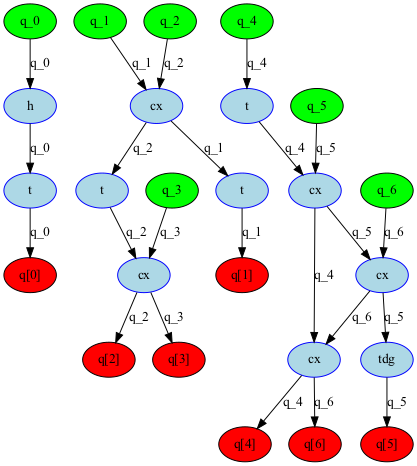 q_0 q_1 q_2 q_4
q_0 q_1 q_2 q_4
h cx t q_5
q_0 q_2 q_1 q_4 q_5
t t q_3 t cx q_6
q_0 q_2 q_3 q_1 q_5 q_6
q[0] cx q[1] q_4 cx
q_2 q_3 q_6 q_5
q[2] q[3] cx tdg
q_4 q_6 q_5
q[4] q[6] q[5]